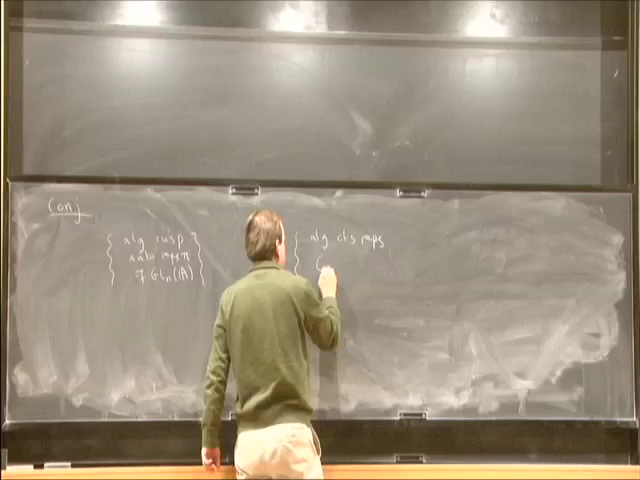 Conj
{ alg cusp }
auto reps π
of GLn(A)
{ alg cts reps
(